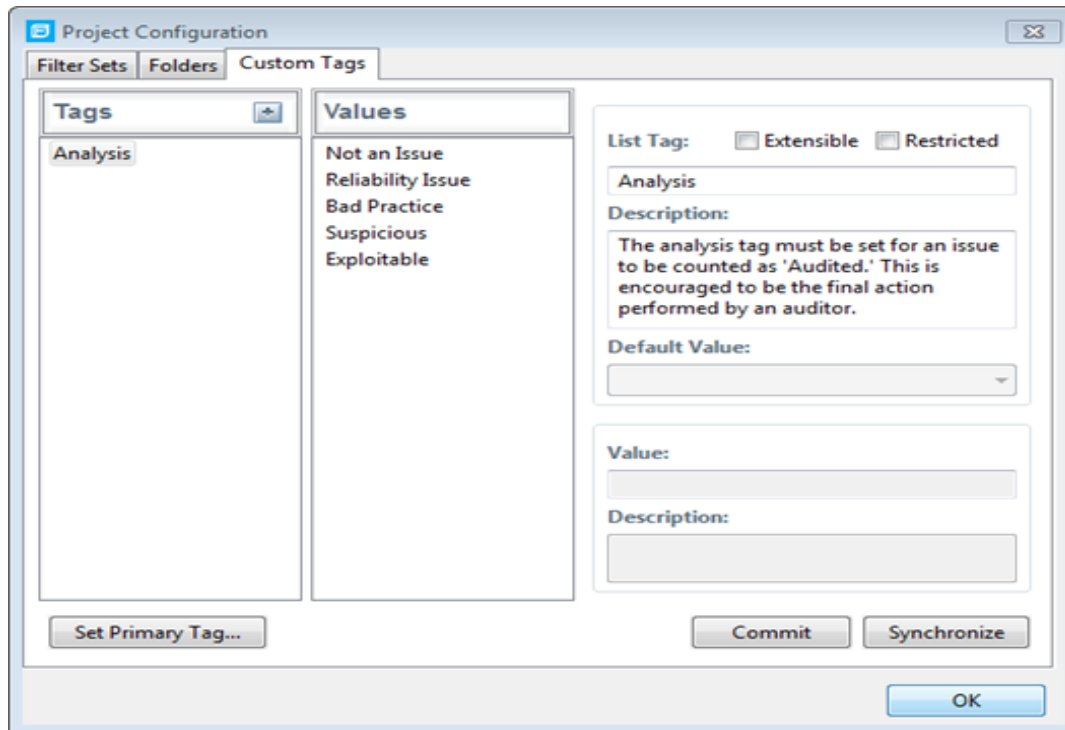 Project Configuration
Filter Sets
Folders
Custom Tags
Tags
Analysis
Values
Not an Issue
Reliability Issue
Bad Practice
Suspicious
Exploitable
List Tag:
Extensible
Restricted
Analysis
Description:
The analysis tag must be set for an issue
to be counted as 'Audited.' This is
encouraged to be the final action
performed by an auditor.
Default Value:
Value:
Description:
Set Primary Tag...
Commit
Synchronize
OK